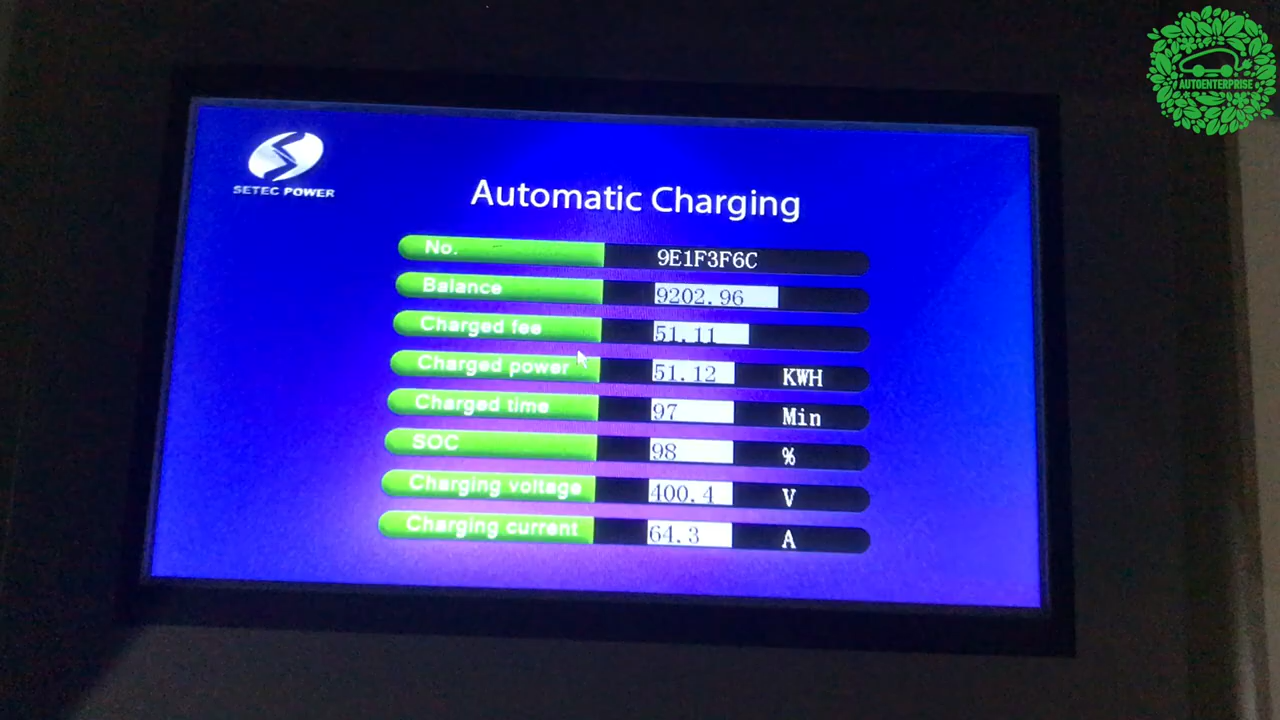 AUTOENTERPRISE
SETEC POWER
Automatic Charging
No. 9E1F3F6C
Balance 9202.96
Charged fee 51.11
Charged power 51.12 KWH
Charged time 97 Min
SOC 98 %
Charging voltage 400.4 V
Charging current 64.3 A